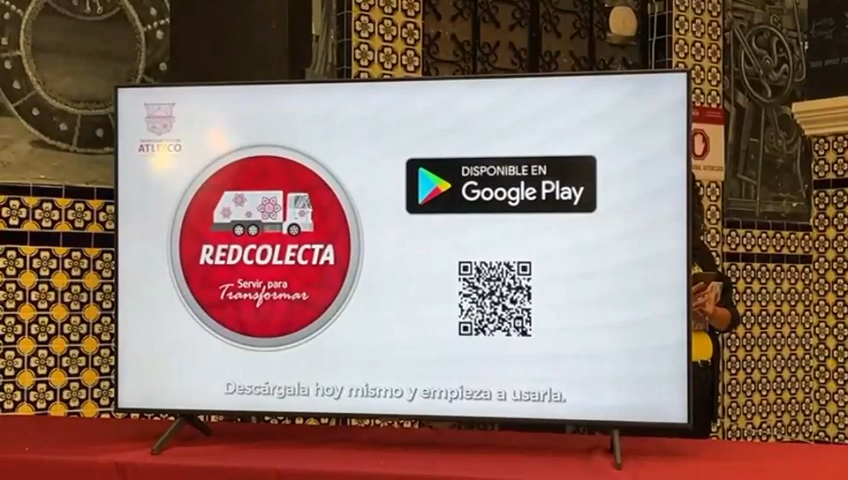 ATLIXCO
DISPONIBLE EN
Google Play
REDCOLECTA
Servir para
Transformar
Descárgala hoy mismo y empieza a usarla.